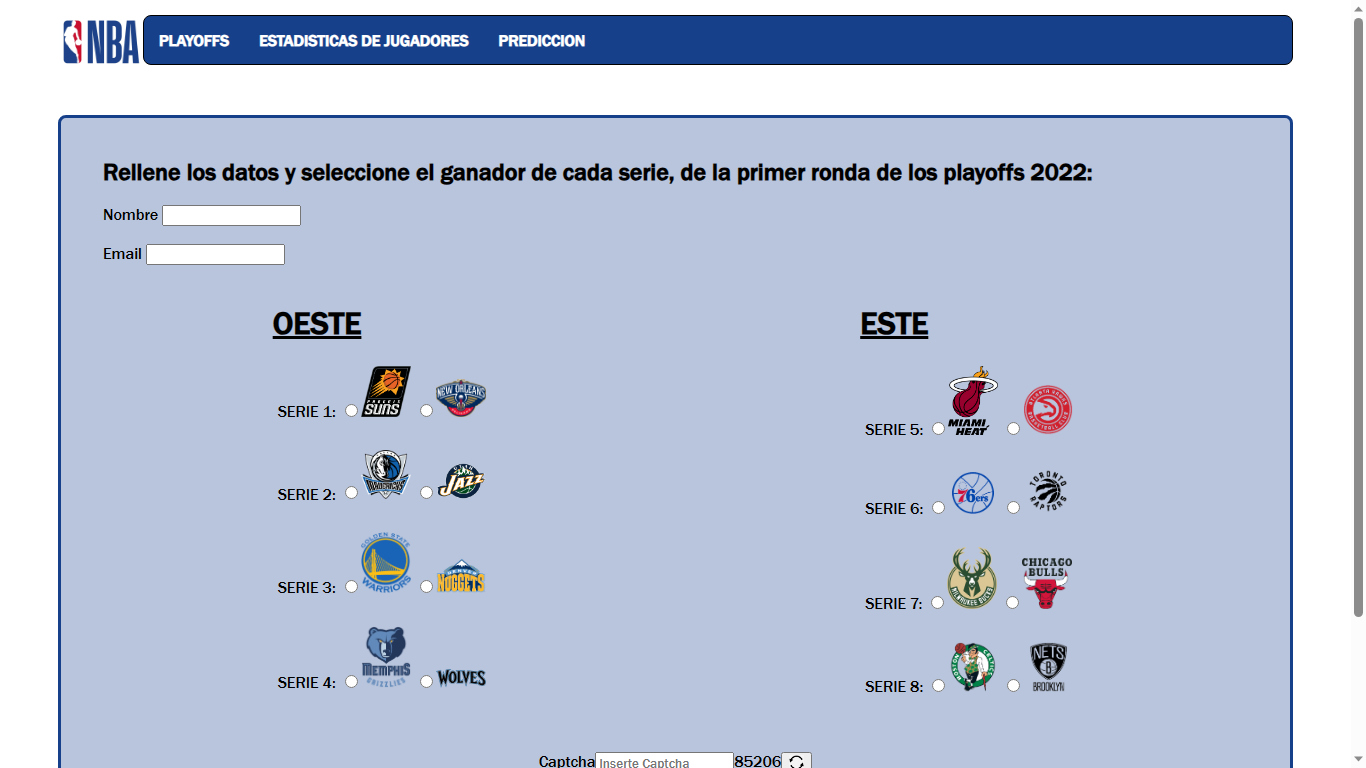 NBA PLAYOFFS ESTADISTICAS DE JUGADORES PREDICCION
Rellene los datos y seleccione el ganador de cada serie, de la primer ronda de los playoffs 2022:
Nombre
Email
OESTE
SERIE 1: PHOENIX SUNS NEW ORLEANS
SERIE 2: MAVERICKS JAZZ
SERIE 3: GOLDEN STATE WARRIORS NUGGETS
SERIE 4: MEMPHIS GRIZZLIES WOLVES
ESTE
SERIE 5: MIAMI HEAT ATLANTA HAWKS BASKETBALL CLUB
SERIE 6: 76ers TORONTO RAPTORS
SERIE 7: MILWAUKEE BUCKS CHICAGO BULLS
SERIE 8: BOSTON CELTICS NETS B BROOKLYN
Captcha Inserte Captcha 85206